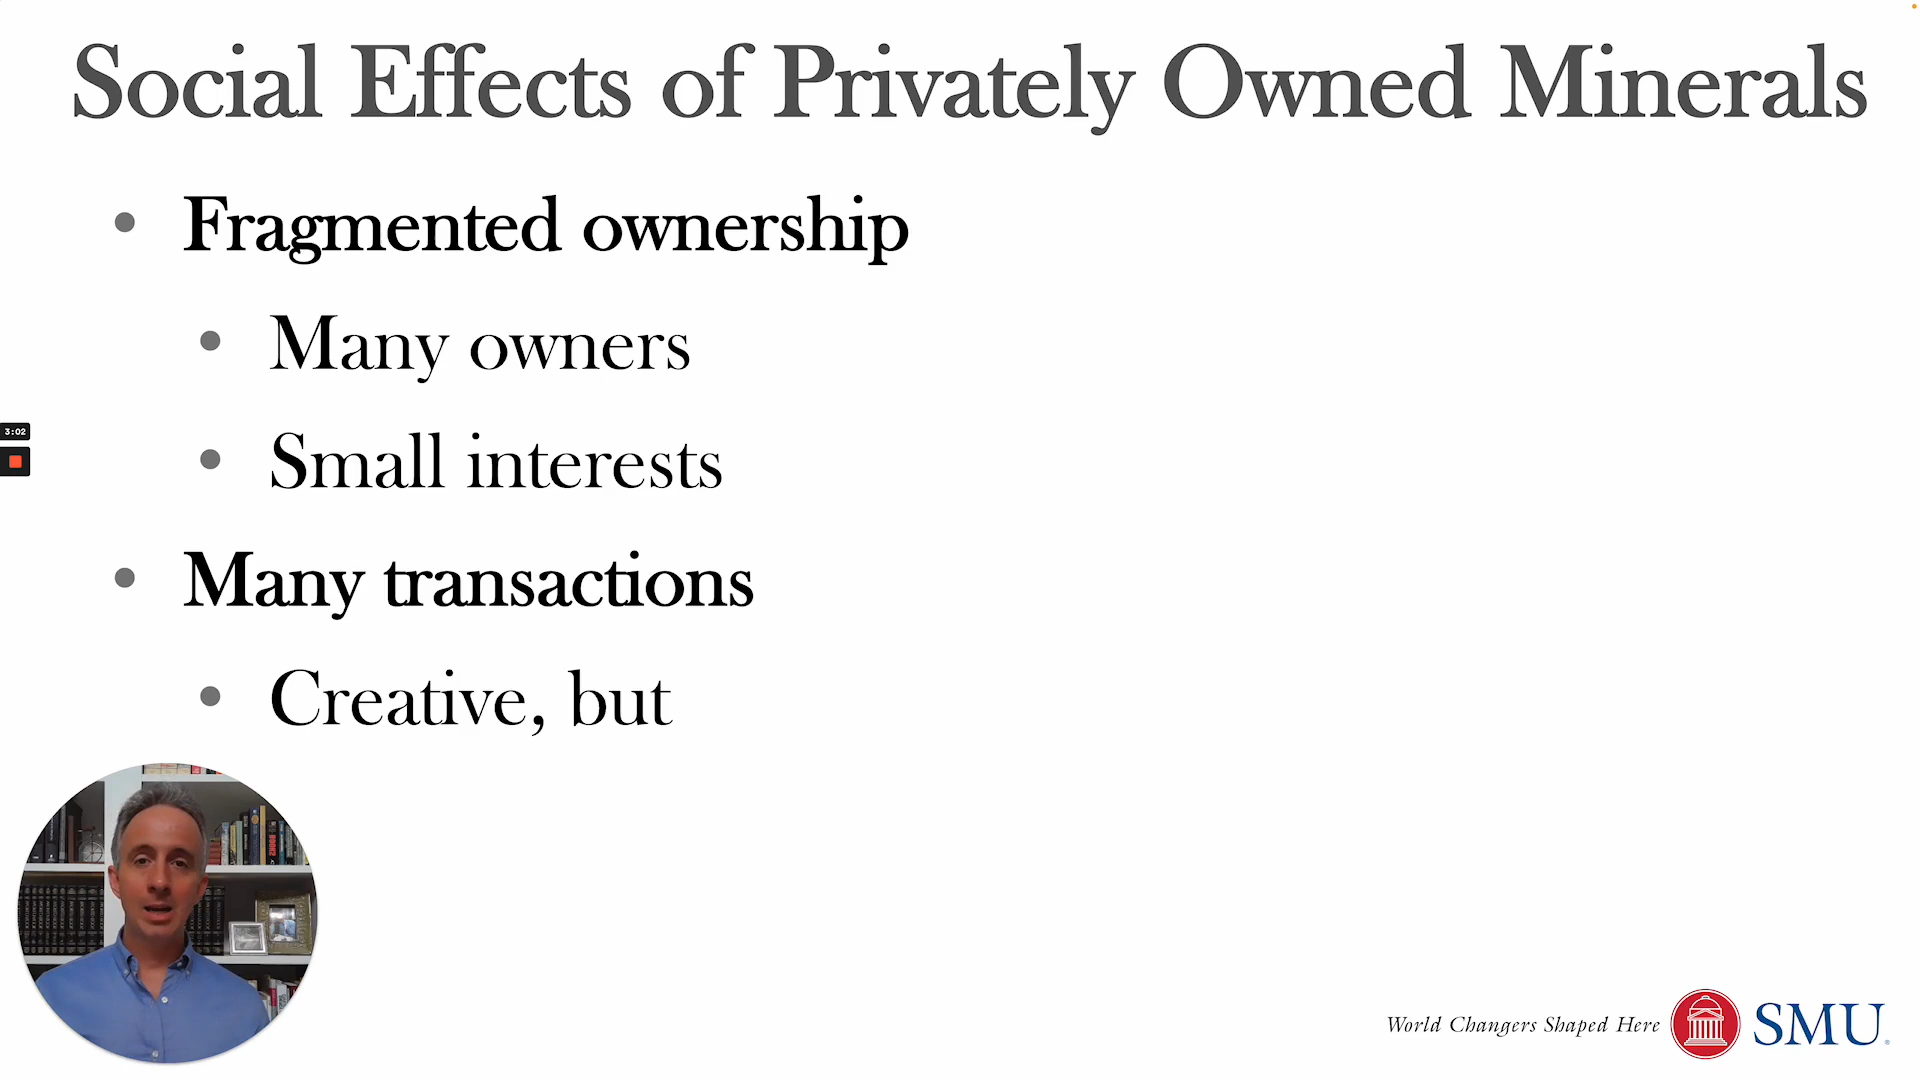 Social Effects of Privately Owned Minerals
Fragmented ownership
Many owners
Small interests
Many transactions
Creative, but
3:02
World Changers Shaped Here
SMU